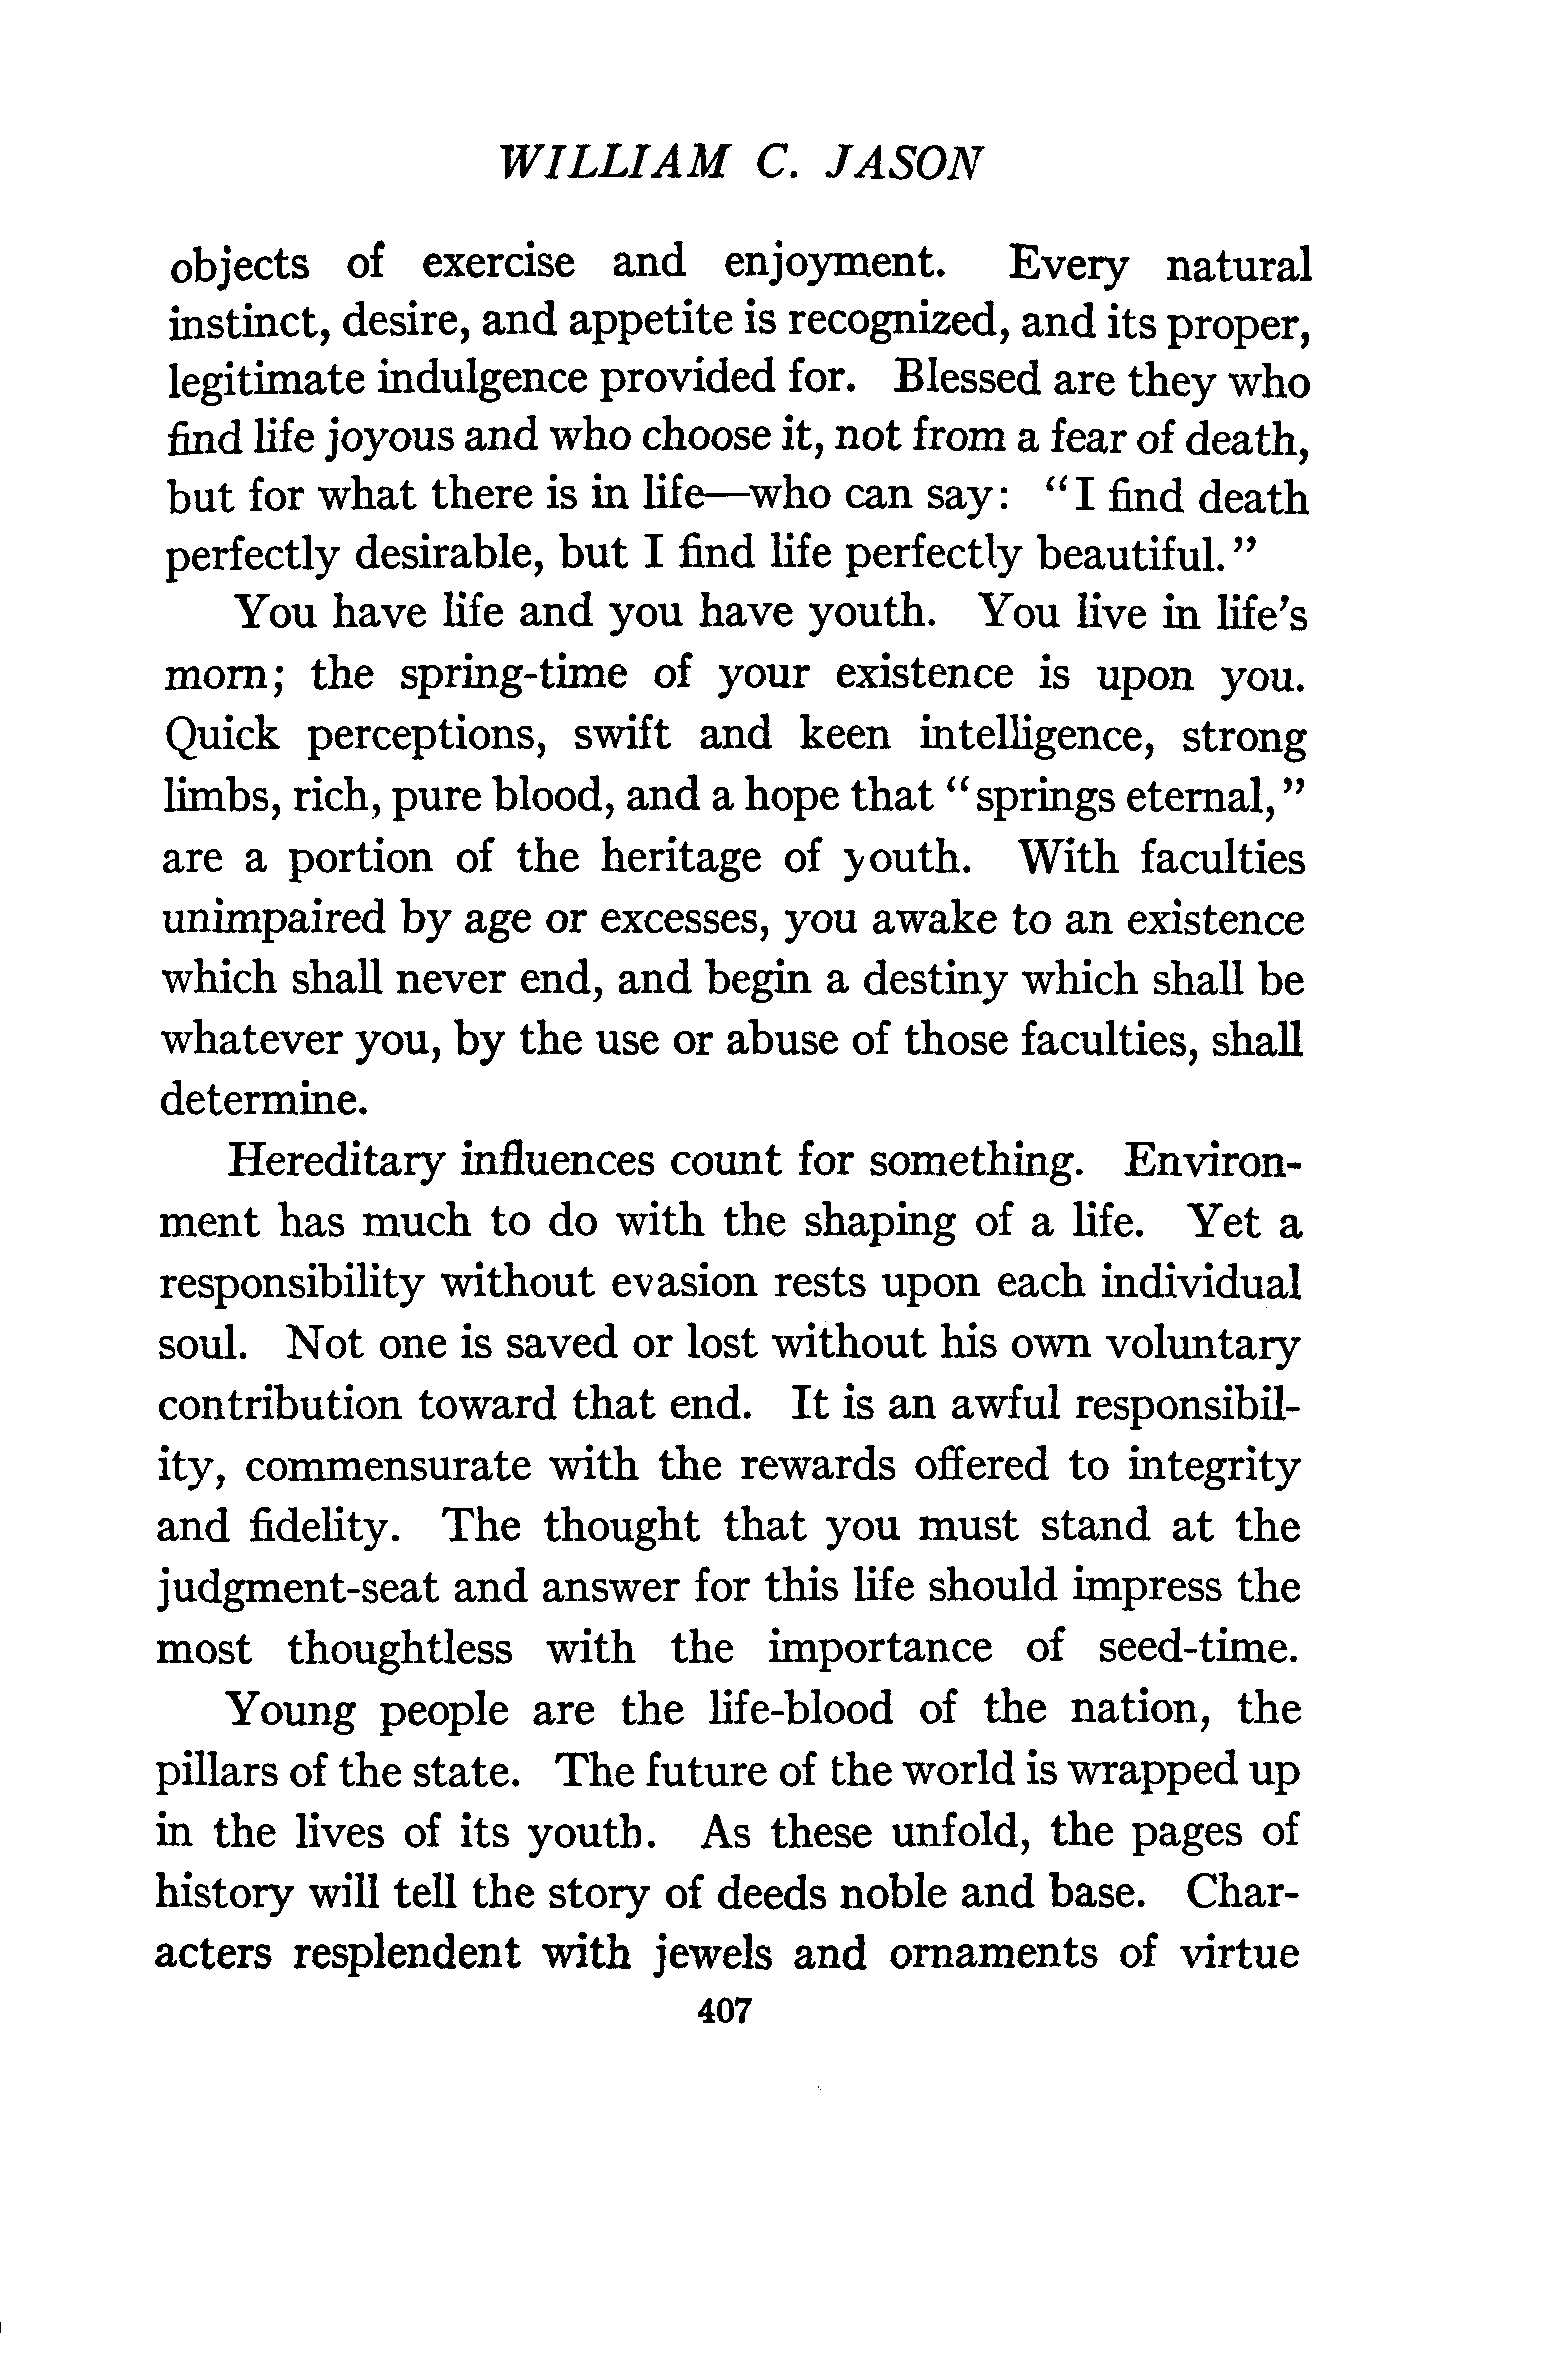 WILLIAM C. JASON
objects of exercise and enjoyment. Every natural
instinct, desire, and appetite is recognized, and its proper,
legitimate indulgence provided for. Blessed are they who
find life joyous and who choose it, not from a fear of death,
but for what there is in life—who can say: "I find death
perfectly desirable, but I find life perfectly beautiful."
You have life and you have youth. You live in life's
morn; the spring-time of your existence is upon you.
Quick perceptions, swift and keen intelligence, strong
limbs, rich, pure blood, and a hope that "springs eternal,"
are a portion of the heritage of youth. With faculties
unimpaired by age or excesses, you awake to an existence
which shall never end, and begin a destiny which shall be
whatever you, by the use or abuse of those faculties, shall
determine.
Hereditary influences count for something. Environ-
ment has much to do with the shaping of a life. Yet a
responsibility without evasion rests upon each individual
soul. Not one is saved or lost without his own voluntary
contribution toward that end. It is an awful responsibil-
ity, commensurate with the rewards offered to integrity
and fidelity. The thought that you must stand at the
judgment-seat and answer for this life should impress the
most thoughtless with the importance of seed-time.
Young people are the life-blood of the nation, the
pillars of the state. The future of the world is wrapped up
in the lives of its youth. As these unfold, the pages of
history will tell the story of deeds noble and base. Char-
acters resplendent with jewels and ornaments of virtue
407